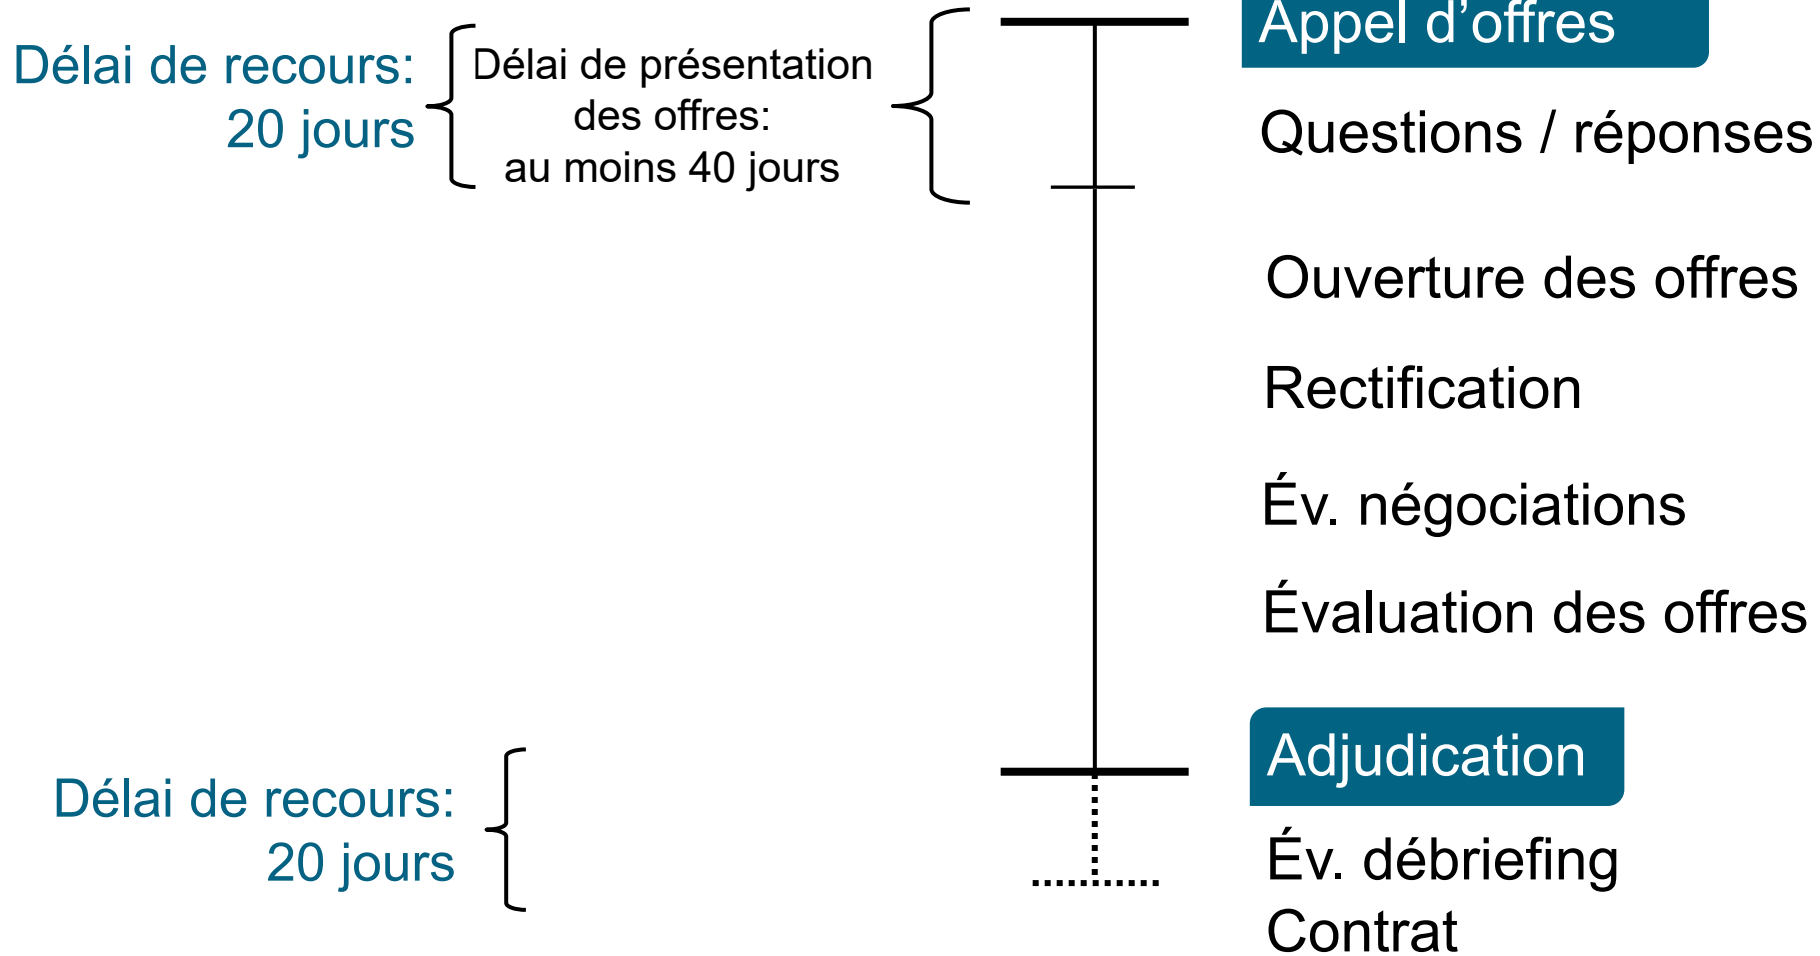 Appel d’offres
Délai de recours:
20 jours
Délai de présentation
des offres:
au moins 40 jours
Questions / réponses
Ouverture des offres
Rectification
Év. négociations
Évaluation des offres
Adjudication
Délai de recours:
20 jours
Év. débriefing
Contrat